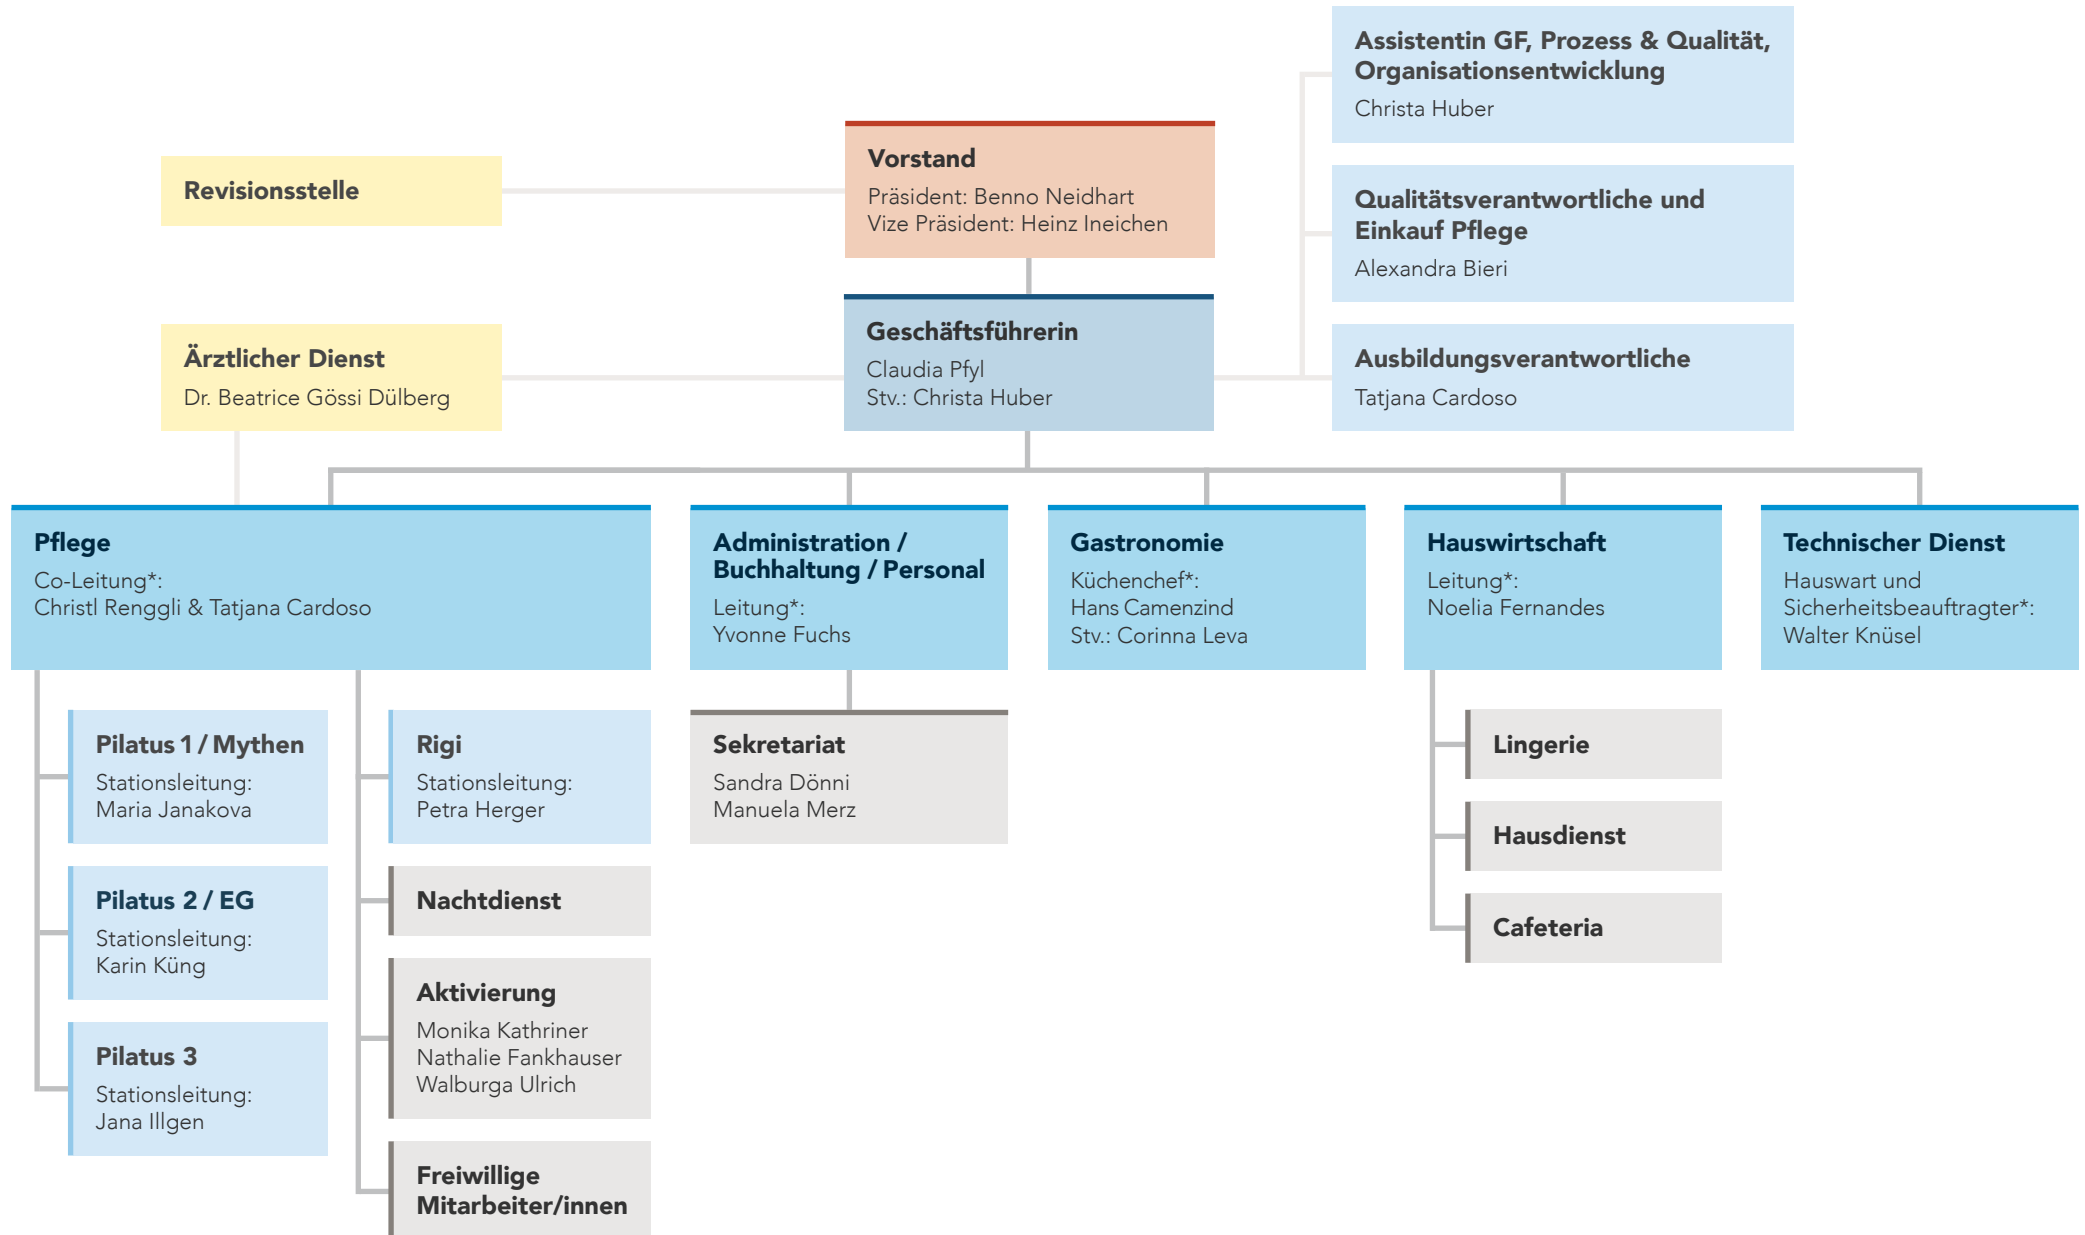 Assistentin GF, Prozess & Qualität,
Organisationsentwicklung
Christa Huber
Vorstand
Präsident: Benno Neidhart
Vize Präsident: Heinz Ineichen
Revisionsstelle
Qualitätsverantwortliche und
Einkauf Pflege
Alexandra Bieri
Geschäftsführerin
Claudia Pfyl
Stv.: Christa Huber
Ärztlicher Dienst
Dr. Beatrice Gössi Dülberg
Ausbildungsverantwortliche
Tatjana Cardoso
Pflege
Co-Leitung*:
Christl Renggli & Tatjana Cardoso
Administration /
Buchhaltung / Personal
Leitung*:
Yvonne Fuchs
Gastronomie
Küchenchef*:
Hans Camenzind
Stv.: Corinna Leva
Hauswirtschaft
Leitung*:
Noelia Fernandes
Technischer Dienst
Hauswart und
Sicherheitsbeauftragter*:
Walter Knüsel
Pilatus 1 / Mythen
Stationsleitung:
Maria Janakova
Pilatus 2 / EG
Stationsleitung:
Karin Küng
Pilatus 3
Stationsleitung:
Jana Illgen
Rigi
Stationsleitung:
Petra Herger
Nachtdienst
Aktivierung
Monika Kathriner
Nathalie Fankhauser
Walburga Ulrich
Freiwillige
Mitarbeiter/innen
Sekretariat
Sandra Dönni
Manuela Merz
Lingerie
Hausdienst
Cafeteria